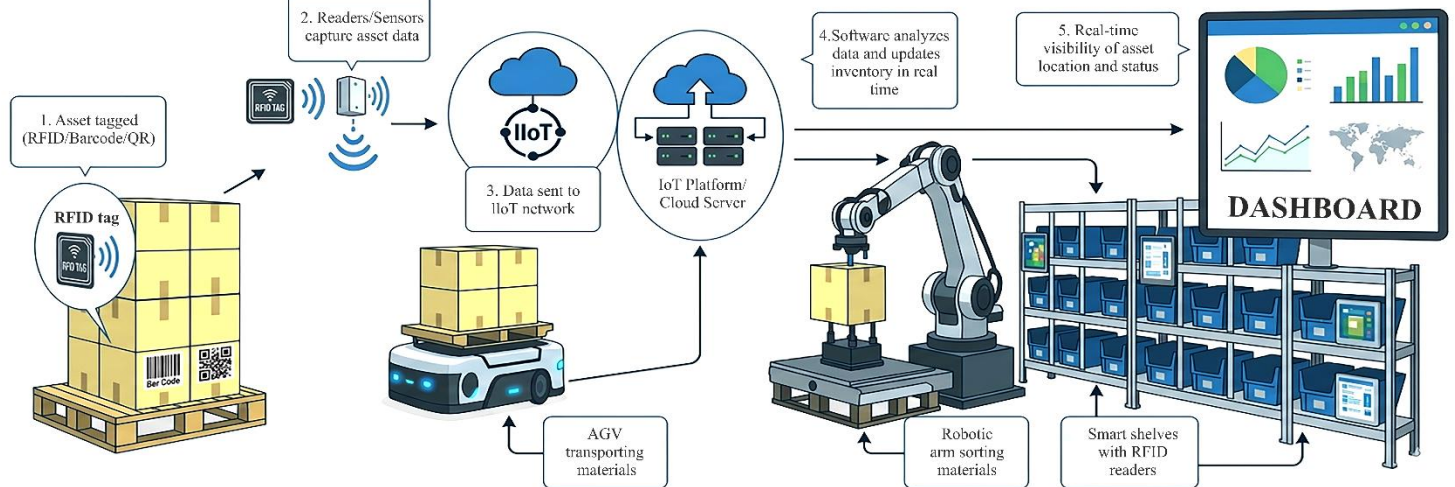 1. Asset tagged
(RFID/Barcode/QR)
RFID tag
RFID TAG
Ber Code
2. Readers/Sensors
capture asset data
RFID TAG
IIoT
3. Data sent to
lloT network
IoT Platform/
Cloud Server
4.Software analyzes
data and updates
inventory in real
time
5. Real-time
visibility of asset
location and status
DASHBOARD
AGV
transporting
materials
Robotic
arm sorting
materials
Smart shelves
with RFID
readers